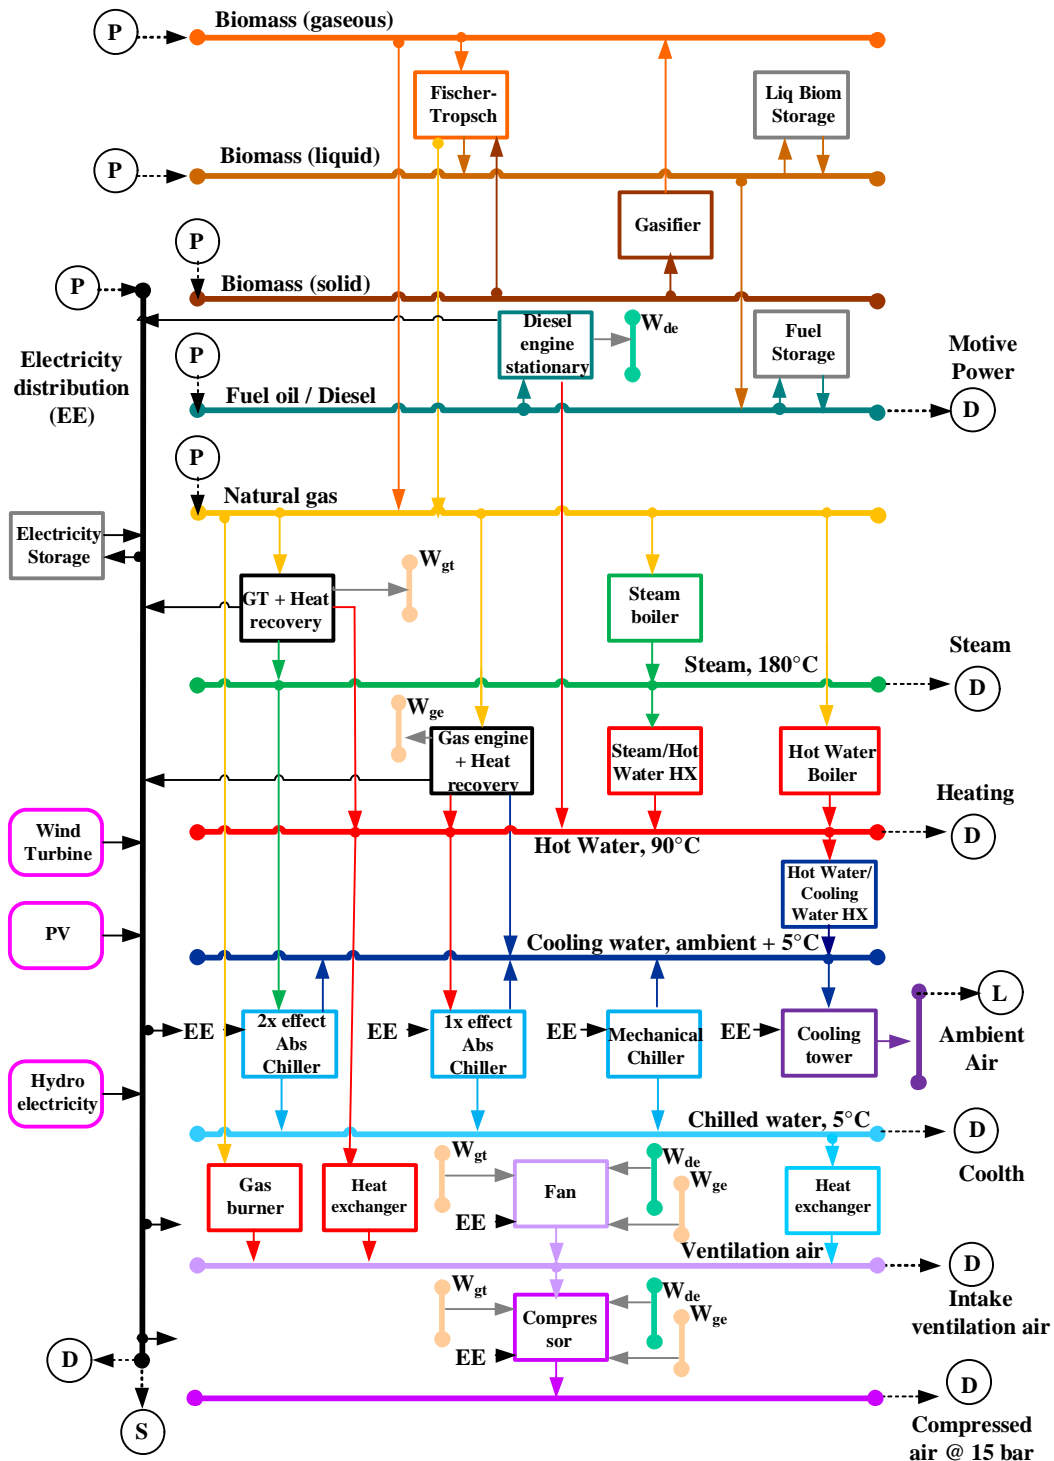 P
Biomass (gaseous)
Fischer-
Tropsch
Liq Biom
Storage
P
Biomass (liquid)
Gasifier
P
P
Biomass (solid)
Diesel
engine
stationary
W de
Fuel
Storage
Motive
Power
Electricity
distribution
(EE)
P
Fuel oil / Diesel
D
P
Natural gas
Electricity
Storage
W gt
GT + Heat
recovery
Steam
boiler
Steam
Steam, 180°C
D
W ge
Gas engine
+ Heat
recovery
Steam/Hot
Water HX
Hot Water
Boiler
Heating
Wind
Turbine
D
Hot Water, 90°C
Hot Water/
Cooling
Water HX
PV
Cooling water, ambient + 5°C
L
Ambient
Air
EE
2x effect
Abs
Chiller
EE
1x effect
Abs
Chiller
EE
Mechanical
Chiller
EE
Cooling
tower
Hydro
electricity
Chilled water, 5°C
D
Coolth
Gas
burner
Heat
exchanger
W gt
EE
Fan
W de
W ge
Heat
exchanger
Ventilation air
D
Intake
ventilation air
W gt
EE
Compres
sor
W de
W ge
D
D
Compressed
air @ 15 bar
S